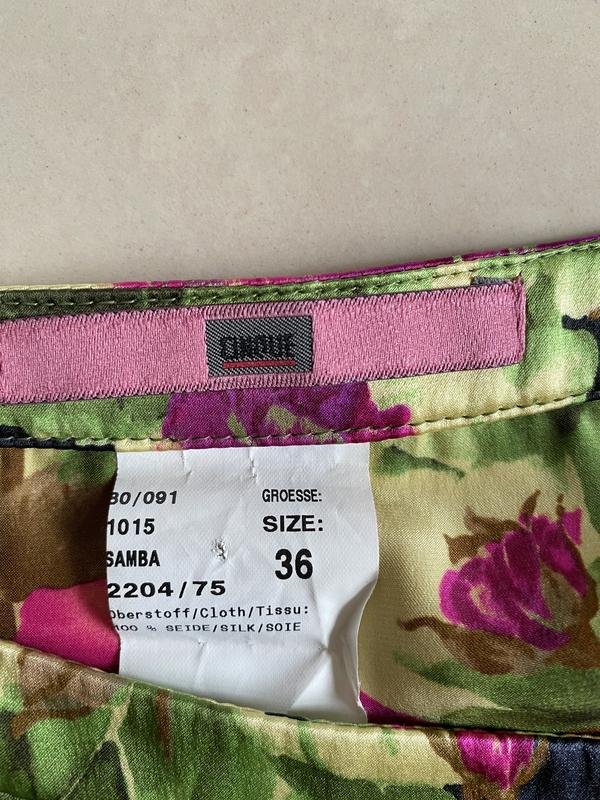 CINQUE
30/091
1015
SAMBA
2204/75
GROESSE:
SIZE:
36
Oberstoff/Cloth/Tissu:
100 % SEIDE/SILK/SOIE